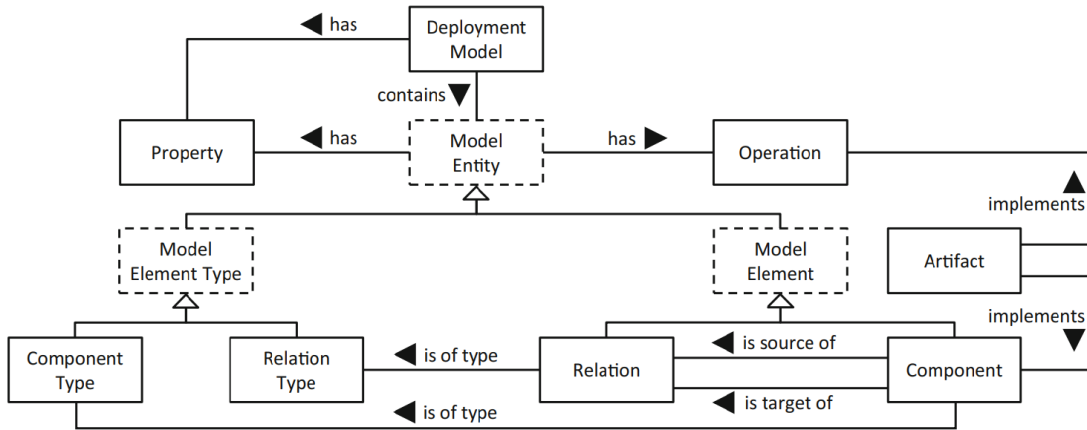 has
Deployment
Model
contains
Property
has
Model
Entity
has
Operation
implements
Model
Element Type
Model
Element
Artifact
implements
Component
Type
Relation
Type
is of type
Relation
is source of
is target of
Component
is of type